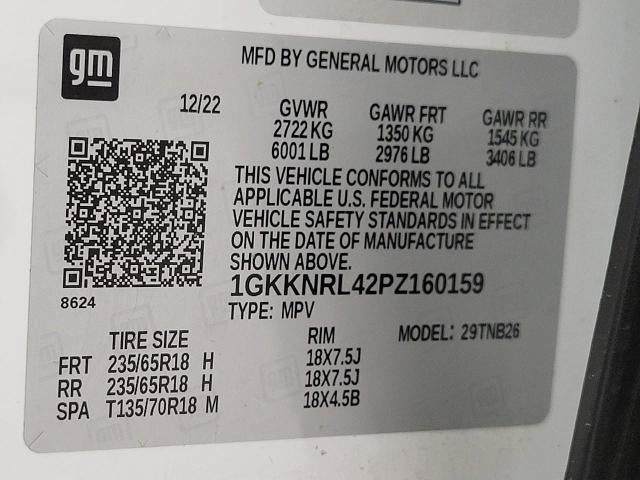 gm
MFD BY GENERAL MOTORS LLC
12/22 GVWR GAWR FRT GAWR RR
2722 KG 1350 KG 1545 KG
6001 LB 2976 LB 3406 LB
THIS VEHICLE CONFORMS TO ALL
APPLICABLE U.S. FEDERAL MOTOR
VEHICLE SAFETY STANDARDS IN EFFECT
ON THE DATE OF MANUFACTURE
SHOWN ABOVE.
8624
1GKKNRL42PZ160159
TYPE: MPV
TIRE SIZE RIM MODEL: 29TNB26
FRT 235/65R18 H 18X7.5J
RR 235/65R18 H 18X7.5J
SPA T135/70R18 M 18X4.5B